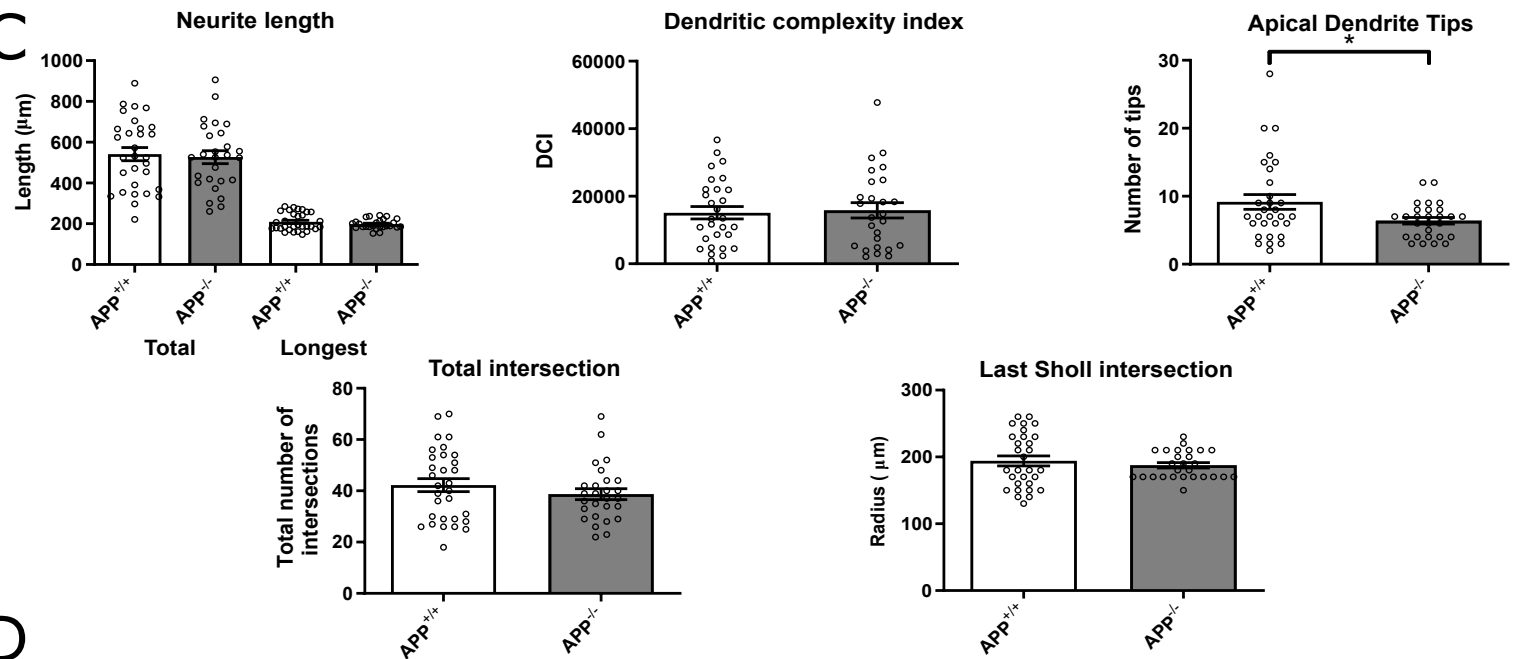 C
Neurite length
Length (μm)
1000
800
600
400
200
0
APP+/+
APP-/-
APP+/+
APP-/-
Total
Longest
Dendritic complexity index
DCI
60000
40000
20000
0
APP+/+
APP-/-
Apical Dendrite Tips
*
Number of tips
30
20
10
0
APP+/+
APP-/-
Total intersection
Total number of
intersections
80
60
40
20
0
APP+/+
APP-/-
Last Sholl intersection
Radius ( μm)
300
200
100
0
APP+/+
APP-/-
D